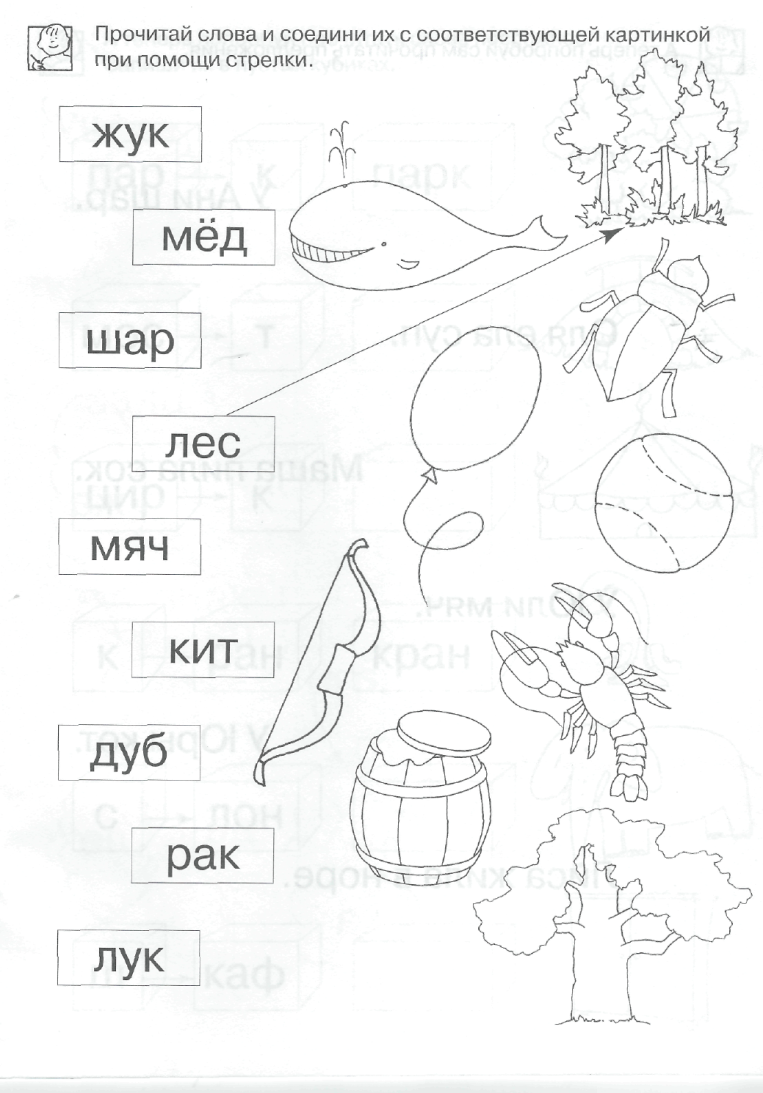 Прочитай слова и соедини их с соответствующей картинкой
при помощи стрелки.
жук
мёд
шар
лес
мяч
кит
дуб
рак
лук